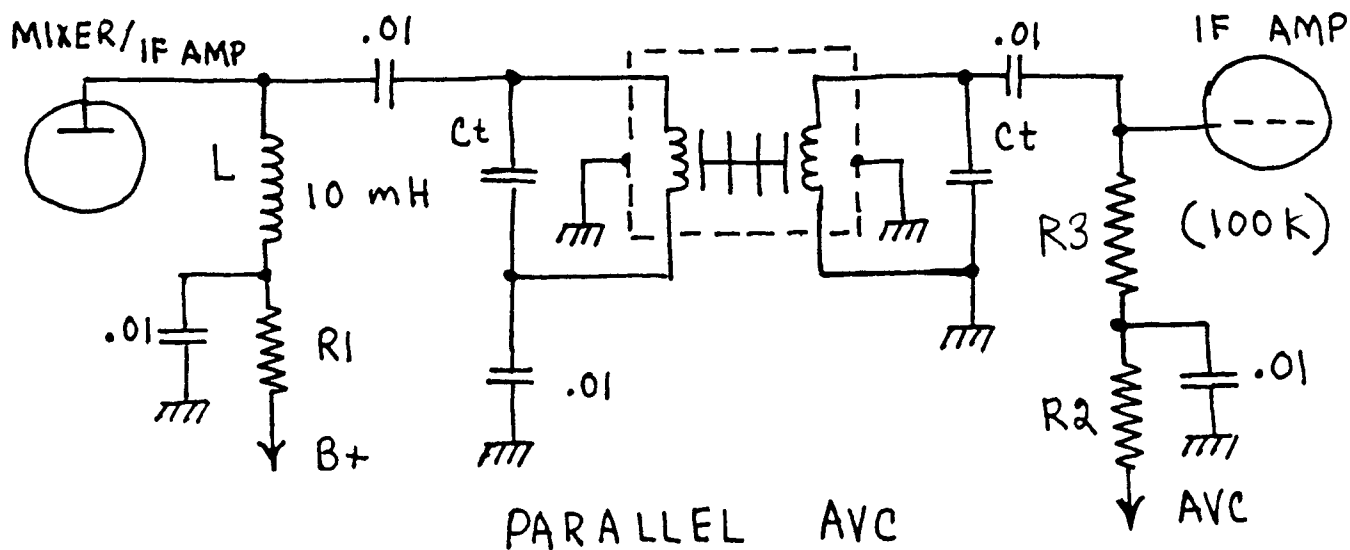 MIXER/IF AMP
.01
.01
IF AMP
Ct
Ct
L
10 mH
R3
(100K)
.01
R1
.01
.01
R2
B+
AVC
PARALLEL AVC